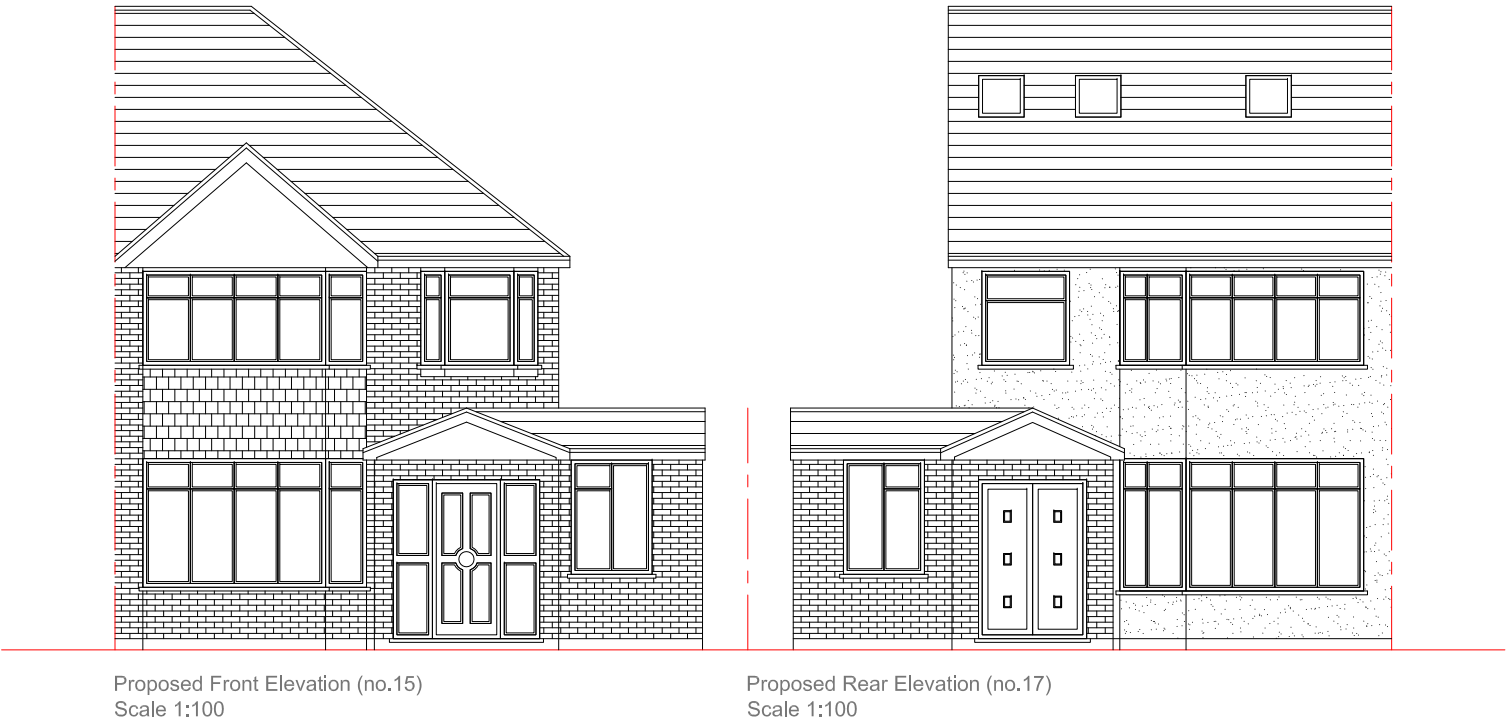 Proposed Front Elevation (no.15)
Scale 1:100
Proposed Rear Elevation (no.17)
Scale 1:100